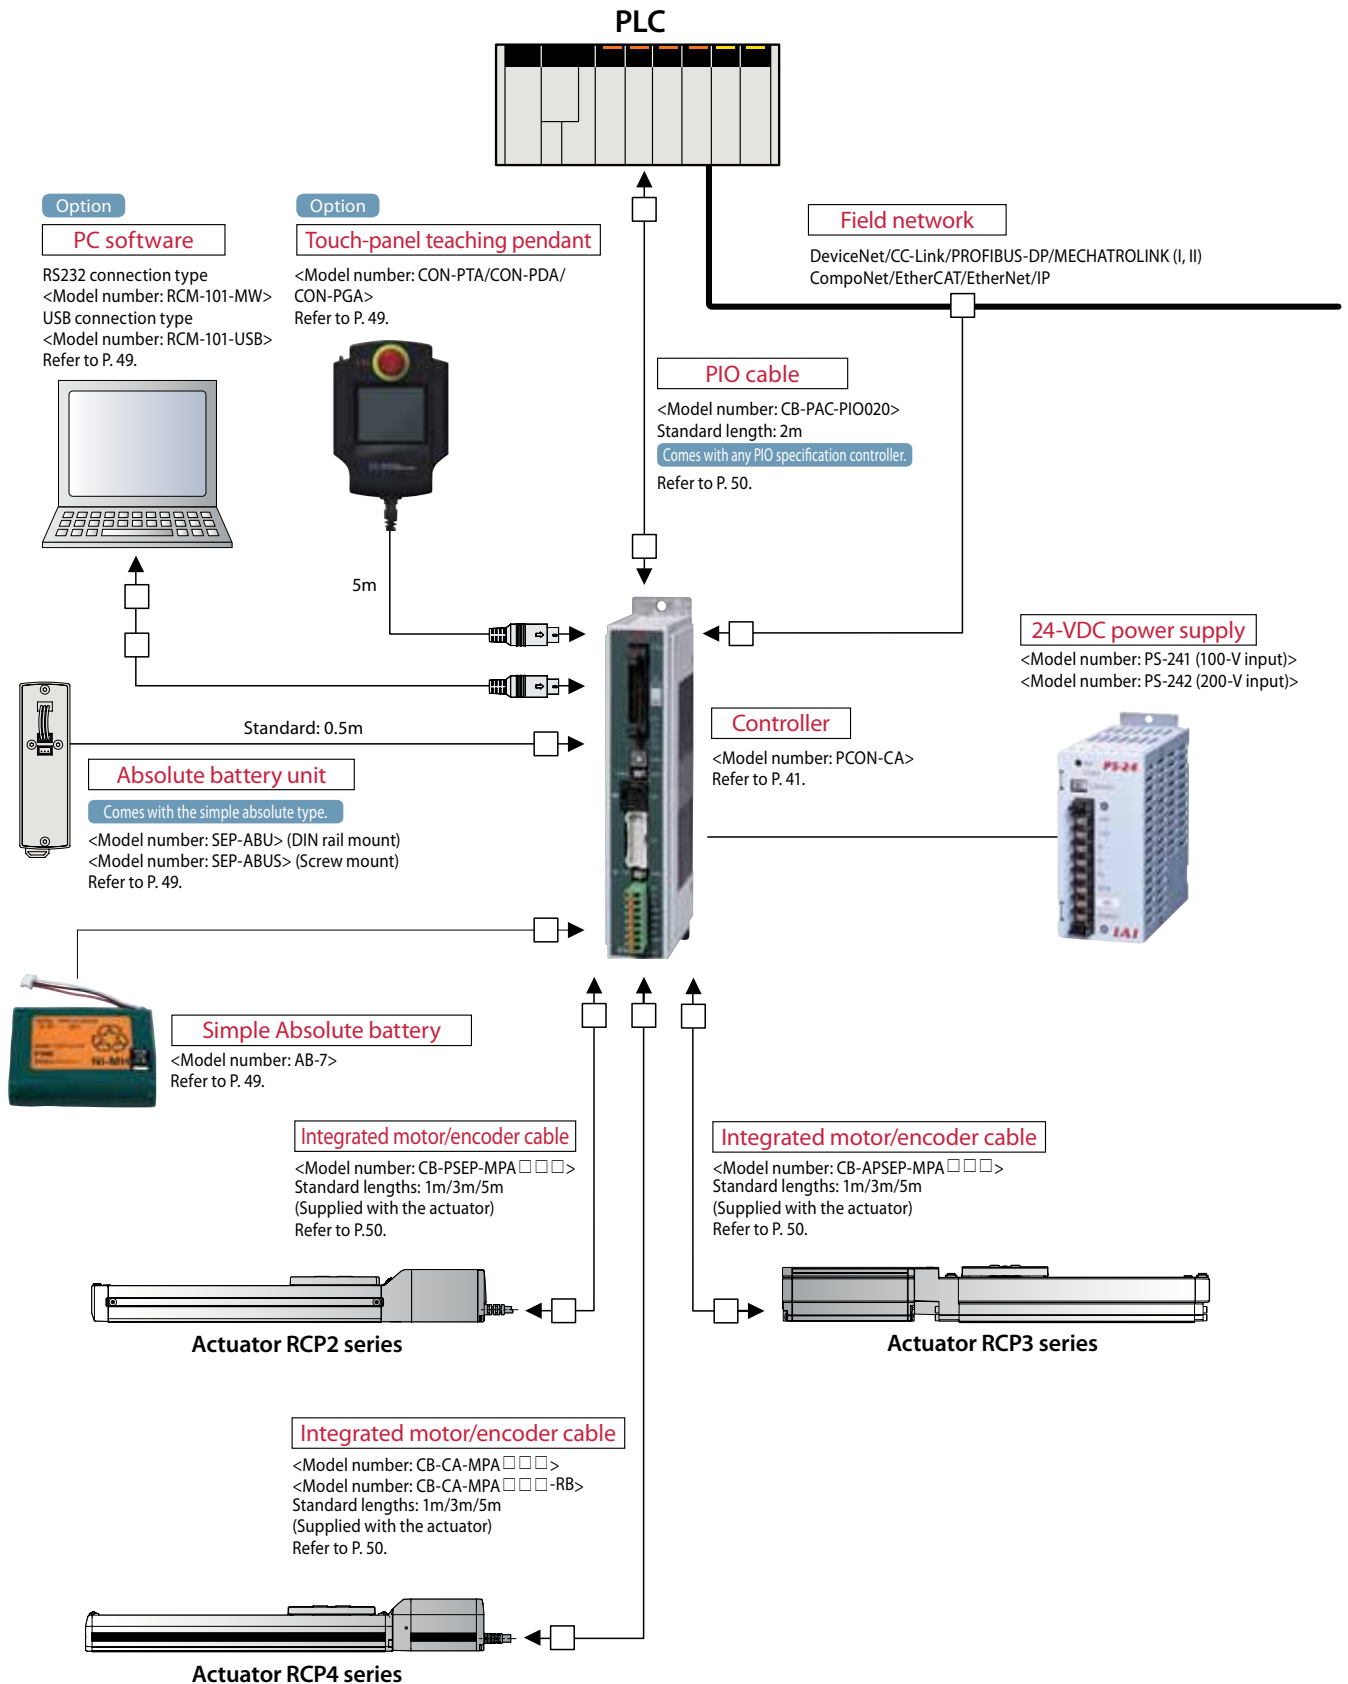 PLC
Option
PC software
RS232 connection type
<Model number: RCM-101-MW>
USB connection type
<Model number: RCM-101-USB>
Refer to P. 49.
Option
Touch-panel teaching pendant
<Model number: CON-PTA/CON-PDA/
CON-PGA>
Refer to P. 49.
5m
Field network
DeviceNet/CC-Link/PROFIBUS-DP/MECHATROLINK (I, II)
CompoNet/EtherCAT/EtherNet/IP
PIO cable
<Model number: CB-PAC-PIO020>
Standard length: 2m
Comes with any PIO specification controller.
Refer to P. 50.
24-VDC power supply
<Model number: PS-241 (100-V input)>
<Model number: PS-242 (200-V input)>
PS-24
IAI
Controller
<Model number: PCON-CA>
Refer to P. 41.
Standard: 0.5m
Absolute battery unit
Comes with the simple absolute type.
<Model number: SEP-ABU> (DIN rail mount)
<Model number: SEP-ABUS> (Screw mount)
Refer to P. 49.
Simple Absolute battery
<Model number: AB-7>
Refer to P. 49.
Ni-MH
Integrated motor/encoder cable
<Model number: CB-PSEP-MPA□□□>
Standard lengths: 1m/3m/5m
(Supplied with the actuator)
Refer to P.50.
Actuator RCP2 series
Integrated motor/encoder cable
<Model number: CB-APSEP-MPA□□□>
Standard lengths: 1m/3m/5m
(Supplied with the actuator)
Refer to P. 50.
Actuator RCP3 series
Integrated motor/encoder cable
<Model number: CB-CA-MPA□□□>
<Model number: CB-CA-MPA□□□-RB>
Standard lengths: 1m/3m/5m
(Supplied with the actuator)
Refer to P. 50.
Actuator RCP4 series